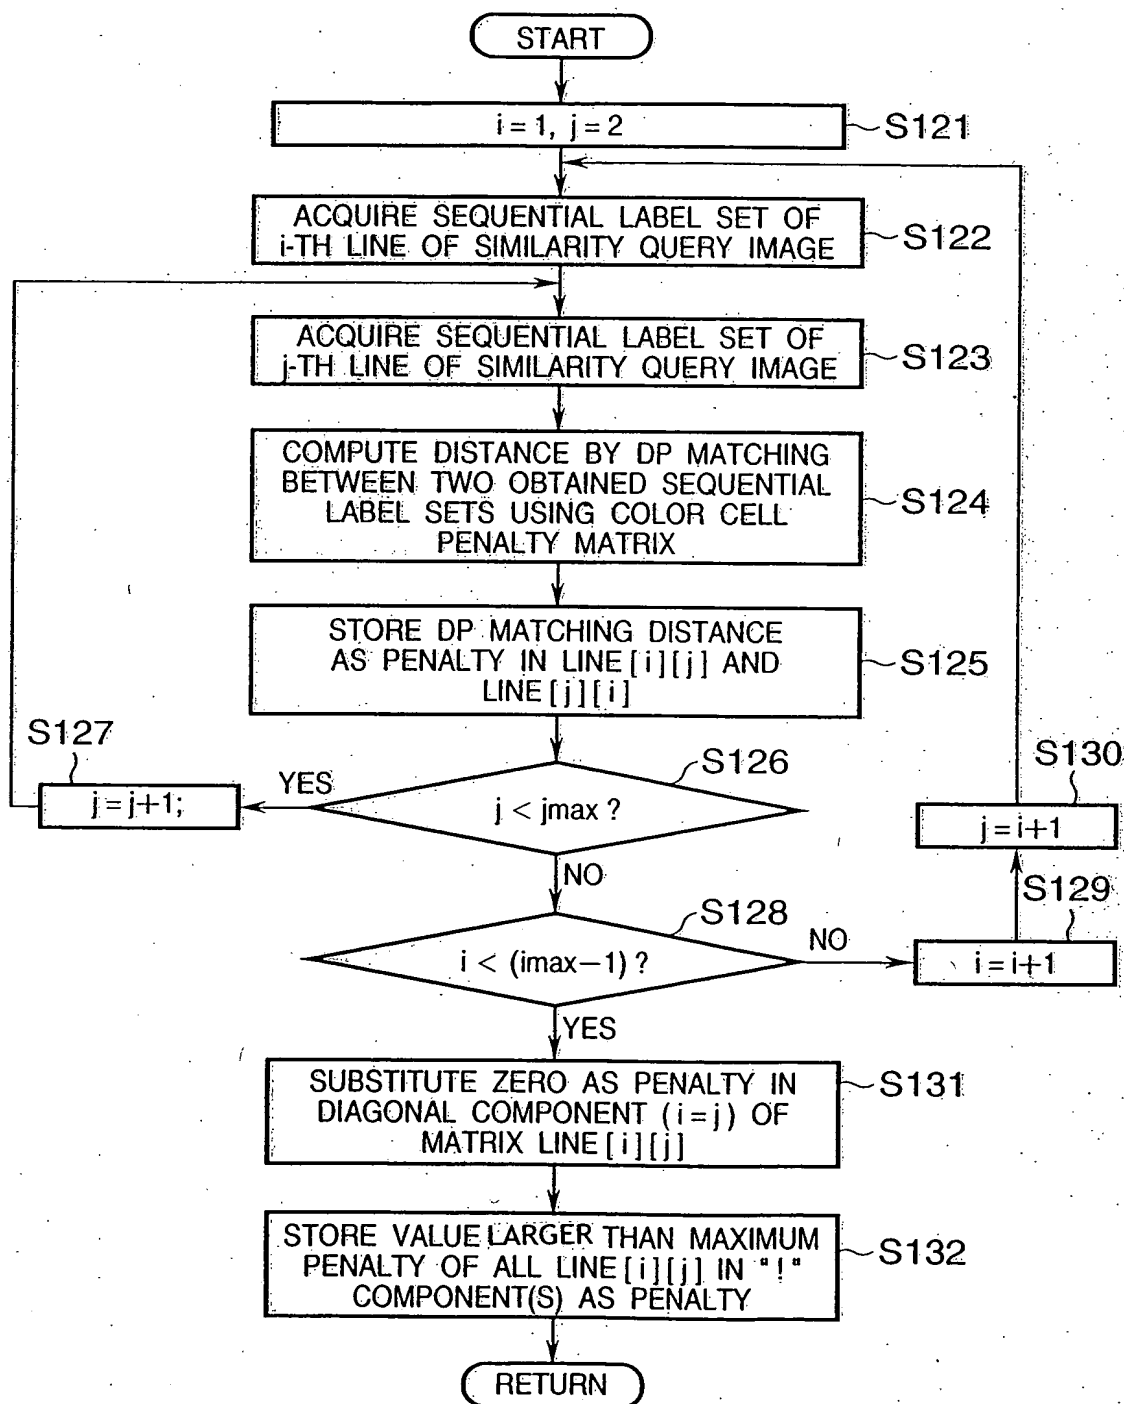 START
i = 1, j = 2
S121
ACQUIRE SEQUENTIAL LABEL SET OF
i-TH LINE OF SIMILARITY QUERY IMAGE
S122
ACQUIRE SEQUENTIAL LABEL SET OF
j-TH LINE OF SIMILARITY QUERY IMAGE
S123
COMPUTE DISTANCE BY DP MATCHING
BETWEEN TWO OBTAINED SEQUENTIAL
LABEL SETS USING COLOR CELL
PENALTY MATRIX
S124
STORE DP MATCHING DISTANCE
AS PENALTY IN LINE[i][j] AND
LINE[j][i]
S125
S127
j = j+1;
YES
S126
j < jmax ?
NO
S130
j = i+1
S129
i = i+1
S128
i < (imax−1) ?
NO
YES
SUBSTITUTE ZERO AS PENALTY IN
DIAGONAL COMPONENT (i=j) OF
MATRIX LINE[i][j]
S131
STORE VALUE LARGER THAN MAXIMUM
PENALTY OF ALL LINE[i][j] IN "!"
COMPONENT(S) AS PENALTY
S132
RETURN